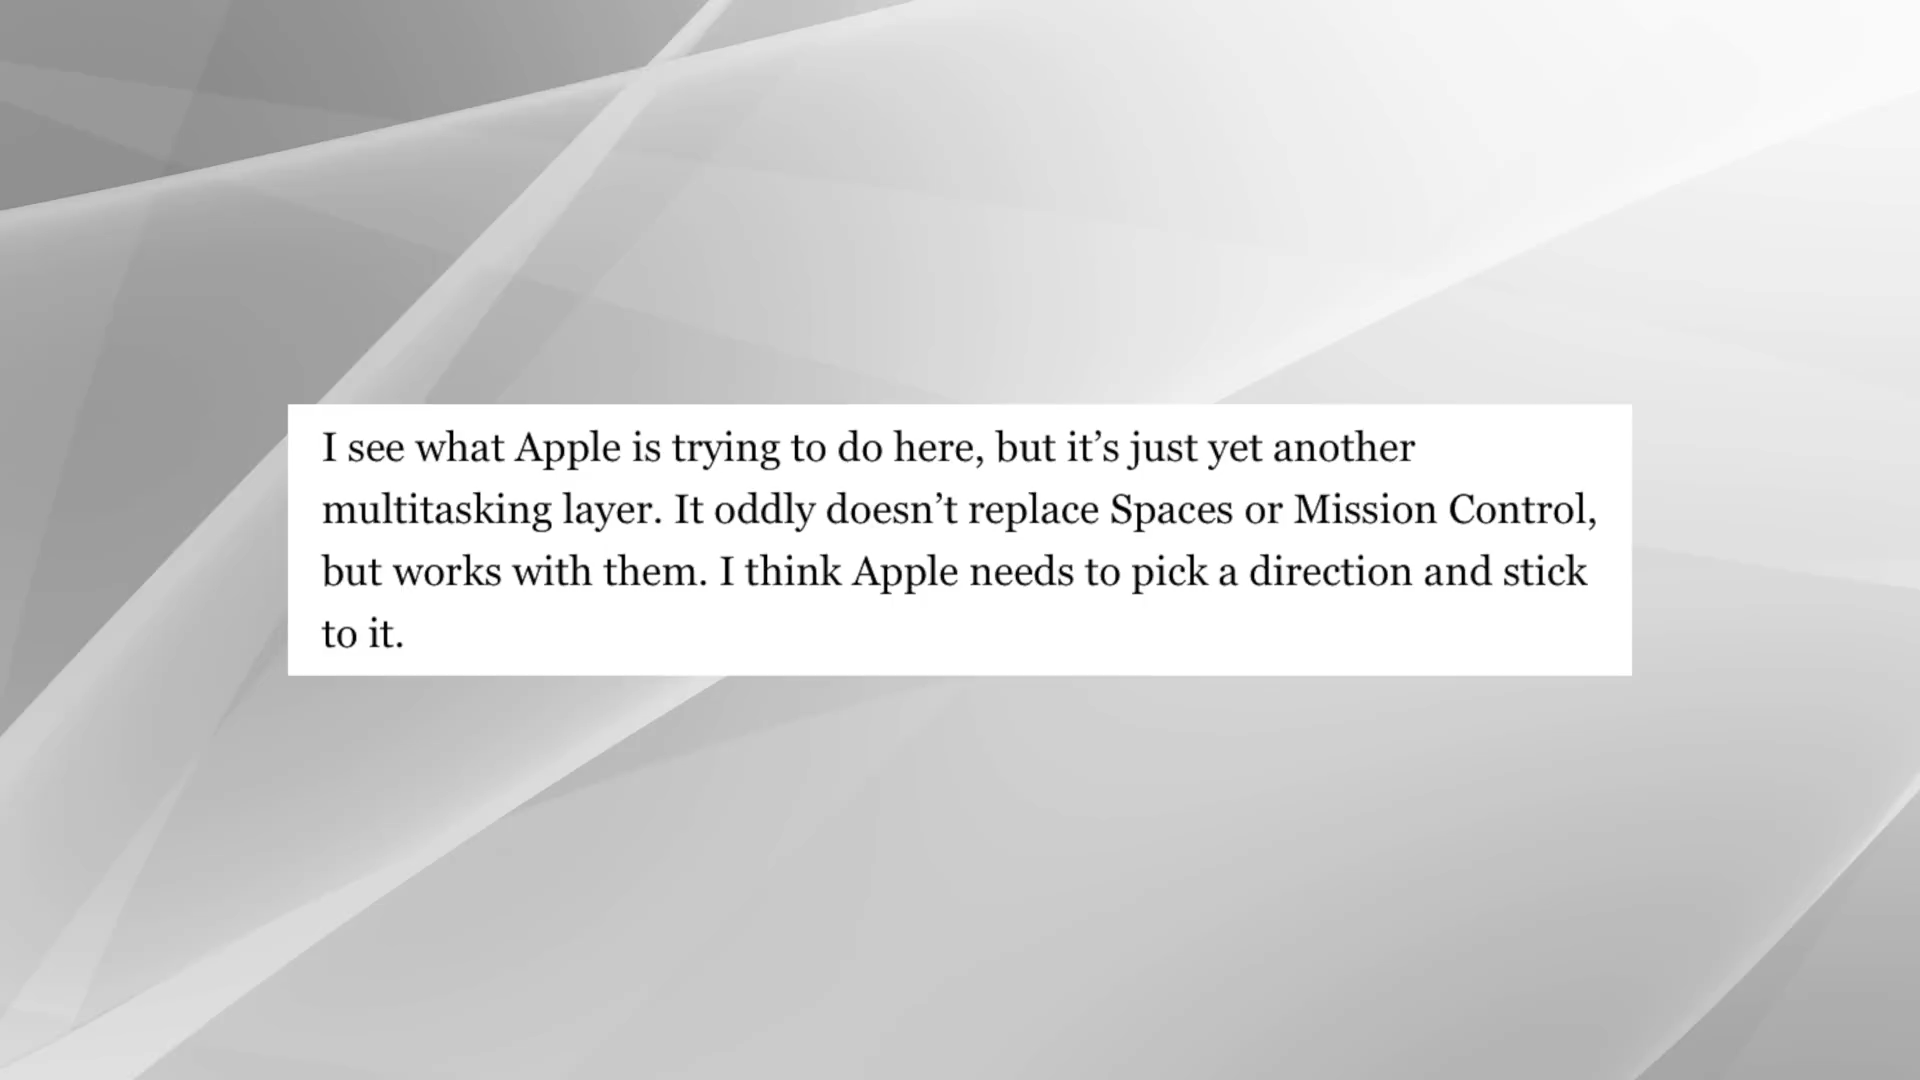 I see what Apple is trying to do here, but it’s just yet another
multitasking layer. It oddly doesn’t replace Spaces or Mission Control,
but works with them. I think Apple needs to pick a direction and stick
to it.